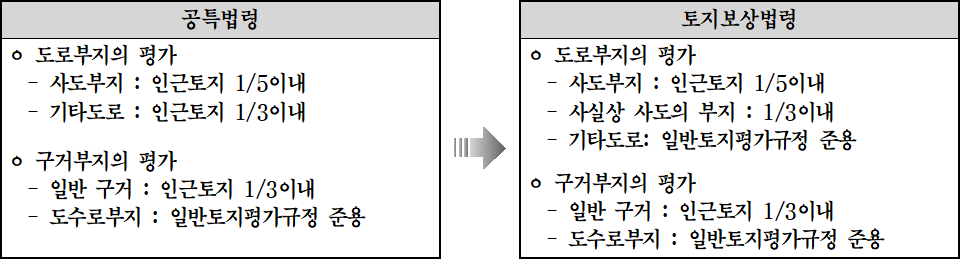 공특법령
ㅇ 도로부지의 평가
- 사도부지 : 인근토지 1/5이내
- 기타도로 : 인근토지 1/3이내
ㅇ 구거부지의 평가
- 일반 구거 : 인근토지 1/3이내
- 도수로부지 : 일반토지평가규정 준용
토지보상법령
ㅇ 도로부지의 평가
- 사도부지 : 인근토지 1/5이내
- 사실상 사도의 부지 : 1/3이내
- 기타도로: 일반토지평가규정 준용
ㅇ 구거부지의 평가
- 일반 구거 : 인근토지 1/3이내
- 도수로부지 : 일반토지평가규정 준용